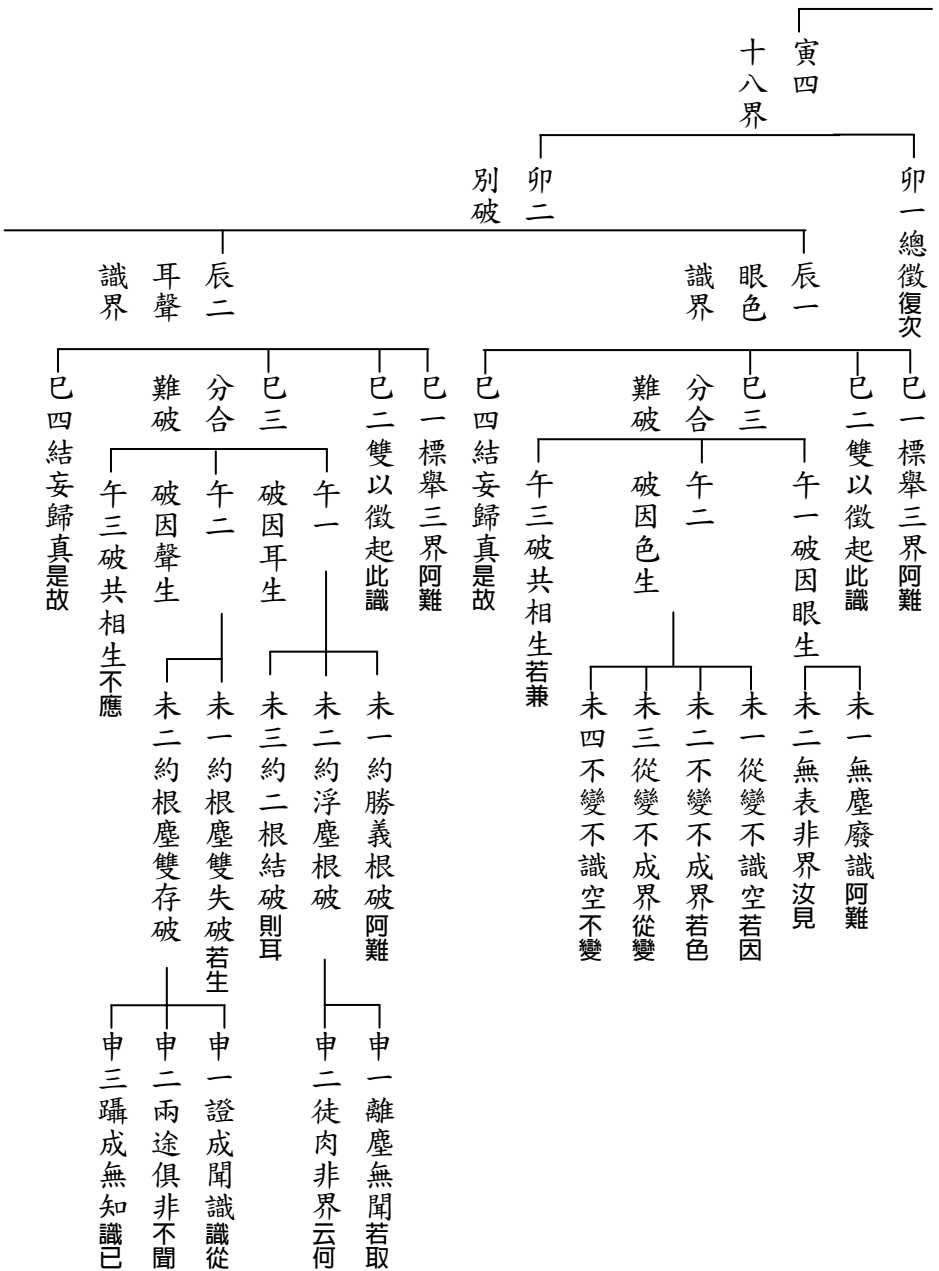 寅四
十八界
卯一總徵復次
卯二
別破
辰一
眼色
識界
巳一標舉三界阿難
巳二雙以徵起此識
巳三
分合
難破
午一破因眼生
未一無塵廢識阿難
未二無表非界汝見
午二
破因色生
未一從變不識空若因
未二不變不成界若色
未三從變不成界從變
未四不變不識空不變
午三破共相生若兼
巳四結妄歸真是故
辰二
耳聲
識界
巳一標舉三界阿難
巳二雙以徵起此識
巳三
分合
難破
午一
破因耳生
未一約勝義根破阿難
未二約浮塵根破
申一離塵無聞若取
申二徒肉非界云何
未三約二根結破則耳
午二
破因聲生
未一約根塵雙失破若生
未二約根塵雙存破
申一證成聞識識從
申二兩途俱非不聞
申三躡成無知識已
午三破共相生不應
巳四結妄歸真是故